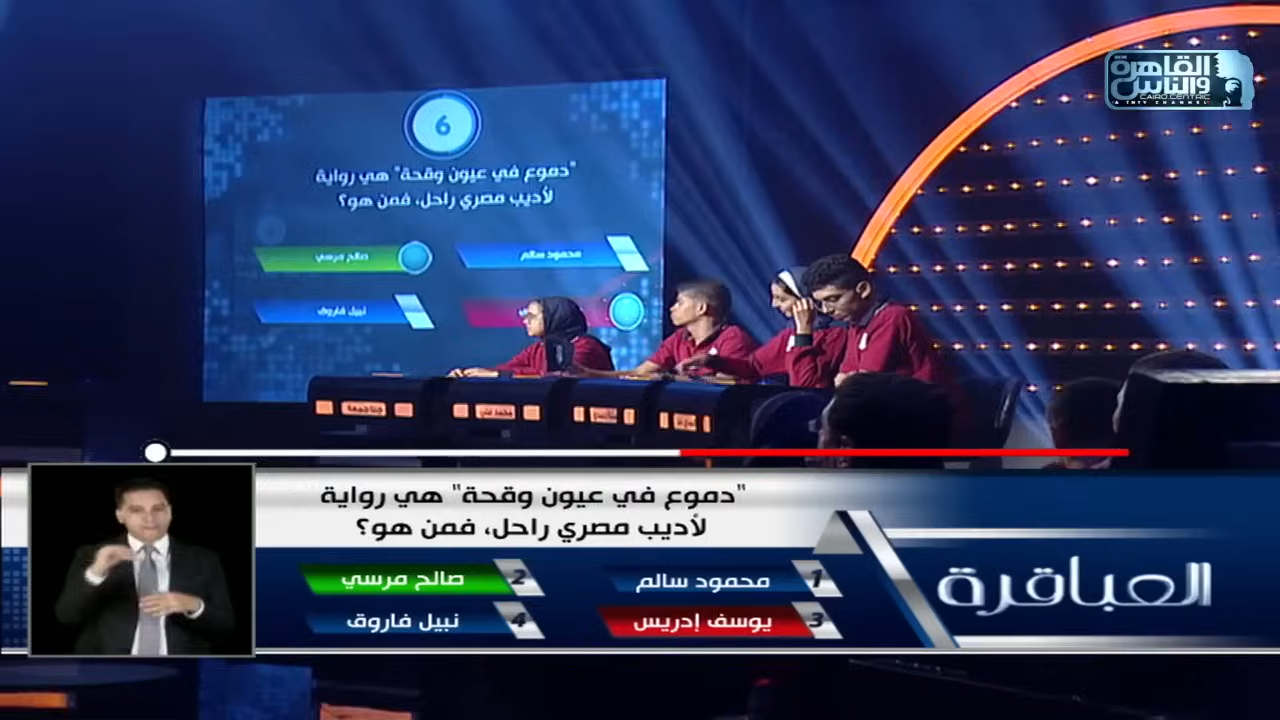 القاهرة
والناس
CAIRO CENTRIC
A TNTV CHANNEL
6
"دموع في عيون وقحة" هي رواية
لأديب مصري راحل، فمن هو؟
محمود سالم
صالح مرسي
نبيل فاروق
"دموع في عيون وقحة" هي رواية
لأديب مصري راحل، فمن هو؟
1 محمود سالم
2 صالح مرسي
3 يوسف إدريس
4 نبيل فاروق
العباقرة